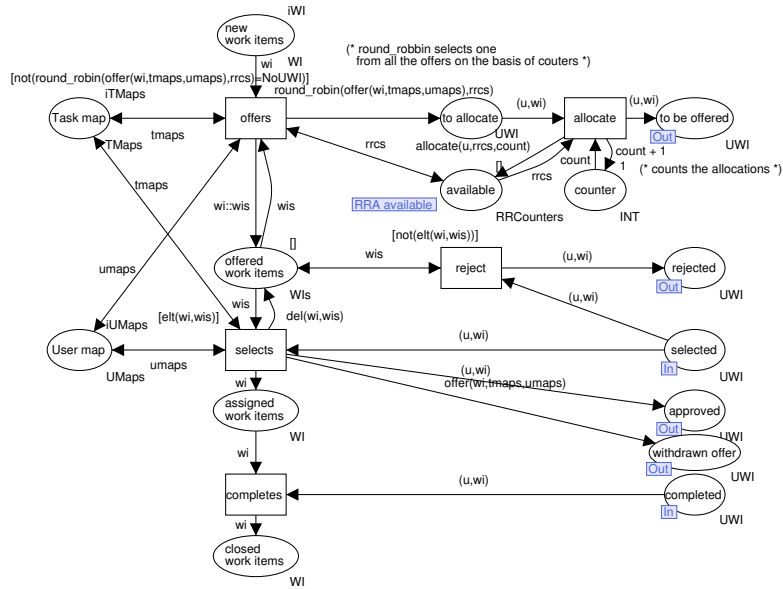 iWI
new
work items
WI
wi
(* round_robbin selects one
from all the offers on the basis of couters *)
[not(round_robin(offer(wi,tmaps,umaps),rrcs)=NoUWI)]
iTMaps
round_robin(offer(wi,tmaps,umaps),rrcs)
(u,wi)
(u,wi)
Task map
offers
to allocate
allocate
to be offered
Out
TMaps
tmaps
UWI
UWI
rrcs
allocate(u,rrcs,count)
count
count + 1
[]
1
(* counts the allocations *)
rrcs
tmaps
available
counter
RRA available
wi::wis
wis
RRCounters
INT
[]
[not(elt(wi,wis))]
umaps
offered
work items
wis
reject
(u,wi)
rejected
Out
WIs
UWI
wis
(u,wi)
[elt(wi,wis)]
del(wi,wis)
iUMaps
(u,wi)
User map
selects
selected
umaps
In
UMaps
UWI
wi
(u,wi)
offer(wi,tmaps,umaps)
assigned
work items
approved
Out
WI
UWI
wi
withdrawn offer
Out
UWI
(u,wi)
completes
completed
In
UWI
wi
closed
work items
WI